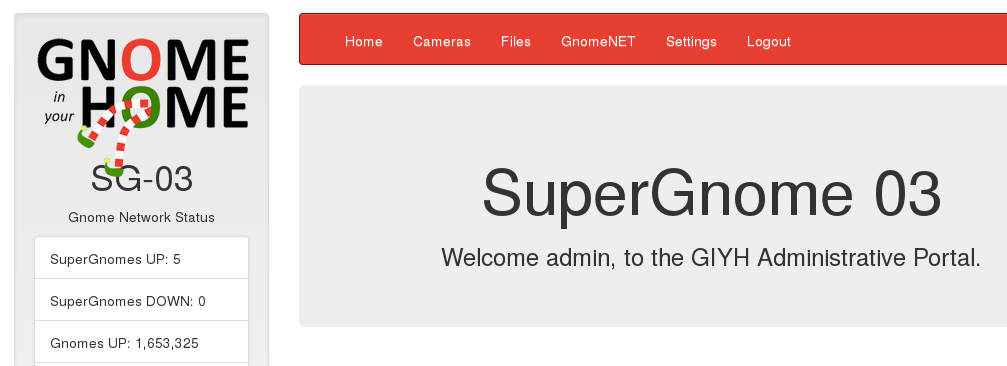 GNOME
in your HOME
SG-03
Gnome Network Status
SuperGnomes UP: 5
SuperGnomes DOWN: 0
Gnomes UP: 1,653,325
Home Cameras Files GnomeNET Settings Logout
SuperGnome 03
Welcome admin, to the GIYH Administrative Portal.